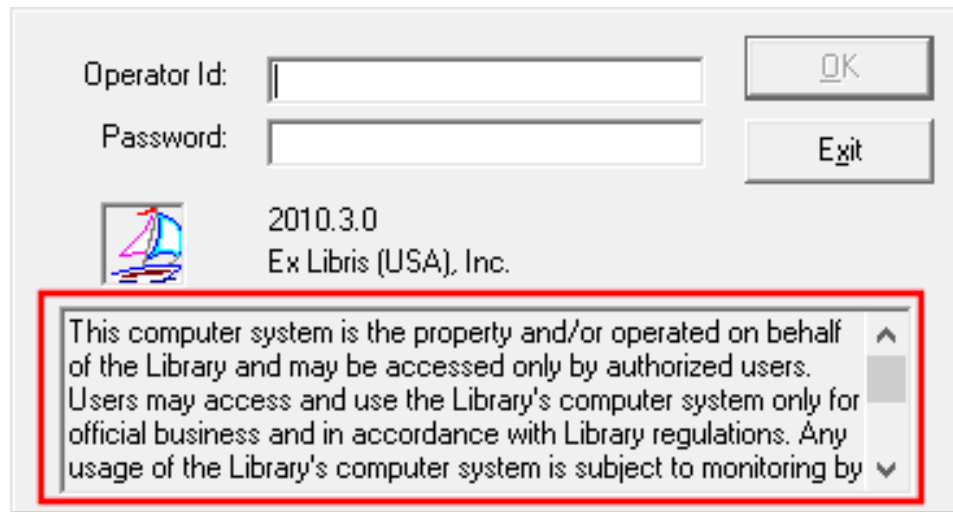 Operator Id:
OK
Password:
Exit
2010.3.0
Ex Libris (USA), Inc.
This computer system is the property and/or operated on behalf
of the Library and may be accessed only by authorized users.
Users may access and use the Library's computer system only for
official business and in accordance with Library regulations. Any
usage of the Library's computer system is subject to monitoring by